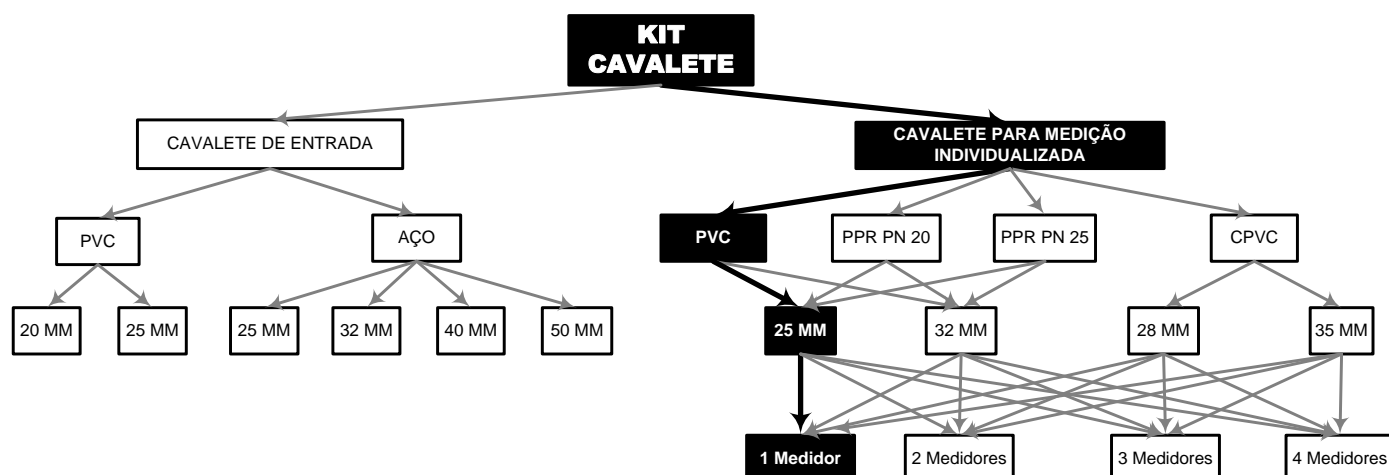 KIT
CAVALETE
CAVALETE DE ENTRADA
CAVALETE PARA MEDIÇÃO
INDIVIDUALIZADA
PVC
AÇO
PVC
PPR PN 20
PPR PN 25
CPVC
20 MM
25 MM
25 MM
32 MM
40 MM
50 MM
25 MM
32 MM
28 MM
35 MM
1 Medidor
2 Medidores
3 Medidores
4 Medidores